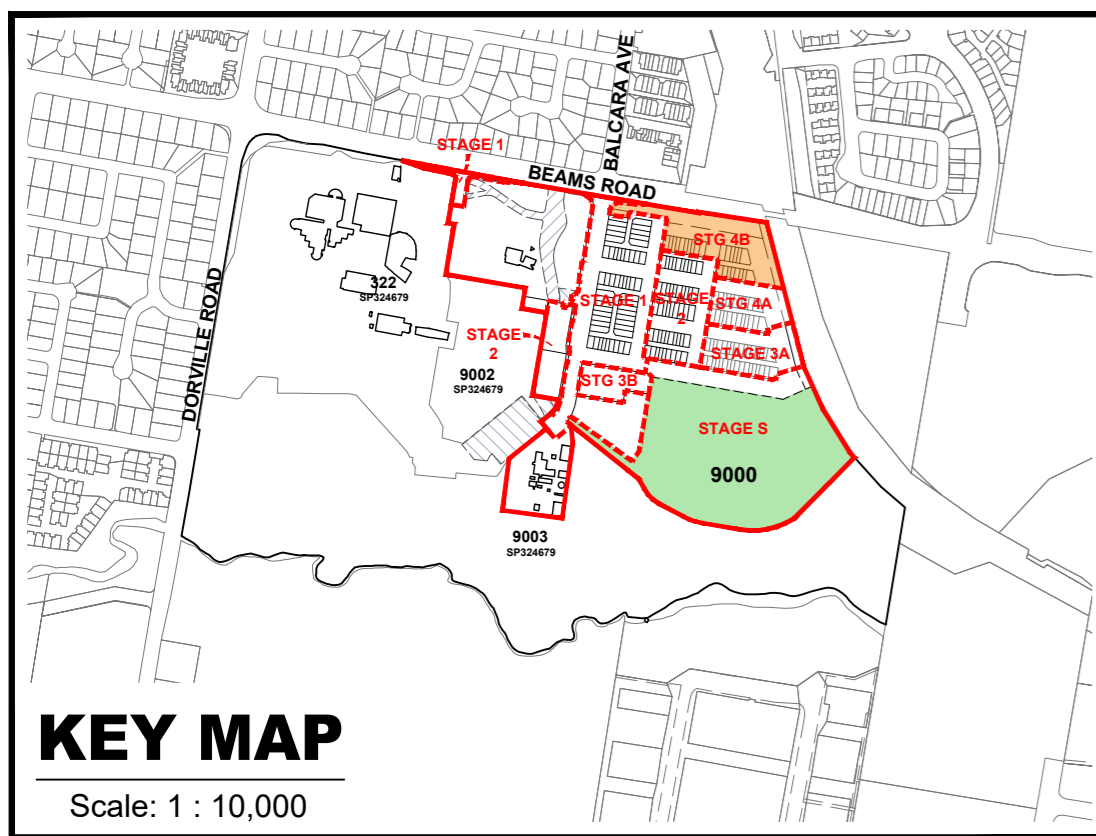 BALCARA AVE
STAGE 1
BEAMS ROAD
STG 4B
DORVILLE ROAD
322
SP324679
STAGE 1
STAGE
2
STG 4A
STAGE
2
STAGE 3A
9002
SP324679
STG 3B
STAGE S
9000
9003
SP324679
KEY MAP
Scale: 1 : 10,000